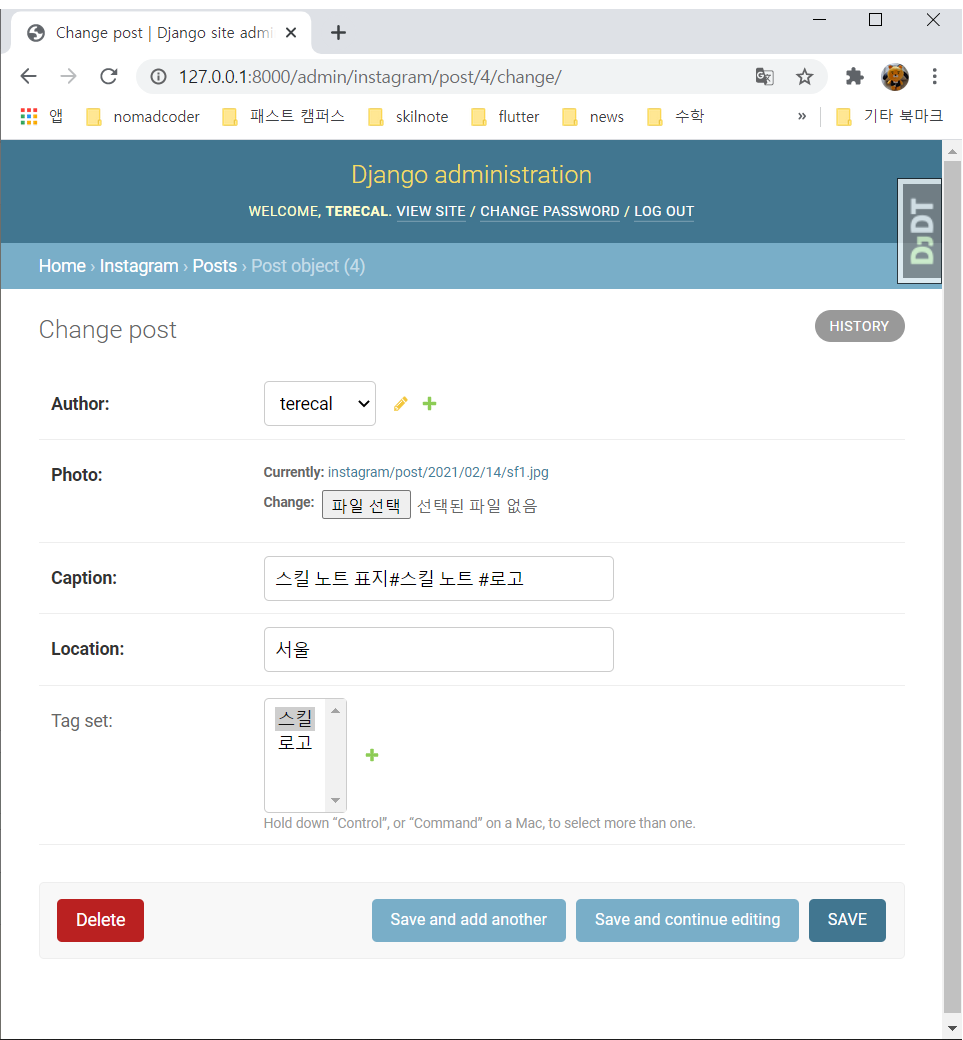 Change post | Django site admi
127.0.0.1:8000/admin/instagram/post/4/change/
앱 nomadcoder 패스트 캠퍼스 skilnote flutter news 수학 » 기타 북마크
Django administration
WELCOME, TERECAL. VIEW SITE / CHANGE PASSWORD / LOG OUT
DJDT
Home › Instagram › Posts › Post object (4)
Change post HISTORY
Author: terecal
Photo: Currently: instagram/post/2021/02/14/sf1.jpg
Change: 파일 선택 선택된 파일 없음
Caption: 스킬 노트 표지#스킬 노트 #로고
Location: 서울
Tag set: 스킬
로고
Hold down “Control”, or “Command” on a Mac, to select more than one.
Delete Save and add another Save and continue editing SAVE